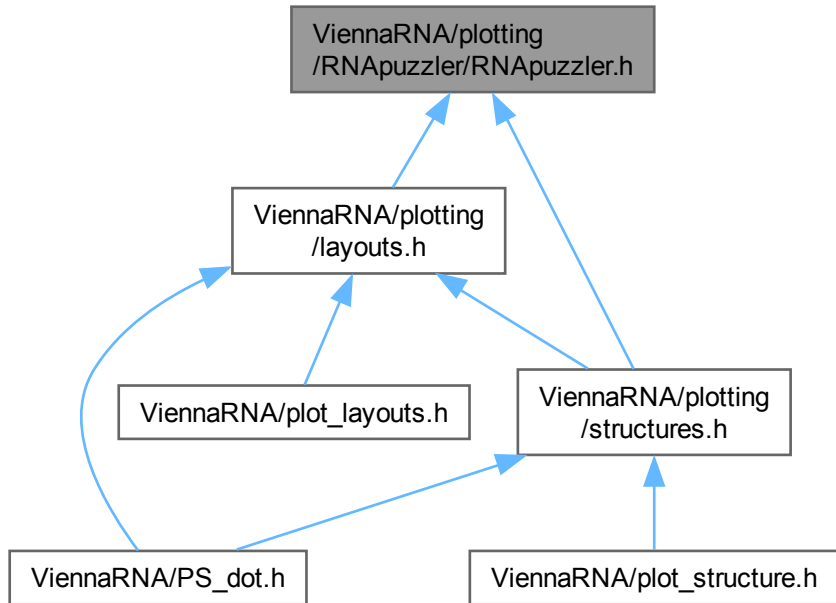 ViennaRNA/plotting
/RNApuzzler/RNApuzzler.h
ViennaRNA/plotting
/layouts.h
ViennaRNA/plot_layouts.h
ViennaRNA/plotting
/structures.h
ViennaRNA/PS_dot.h
ViennaRNA/plot_structure.h